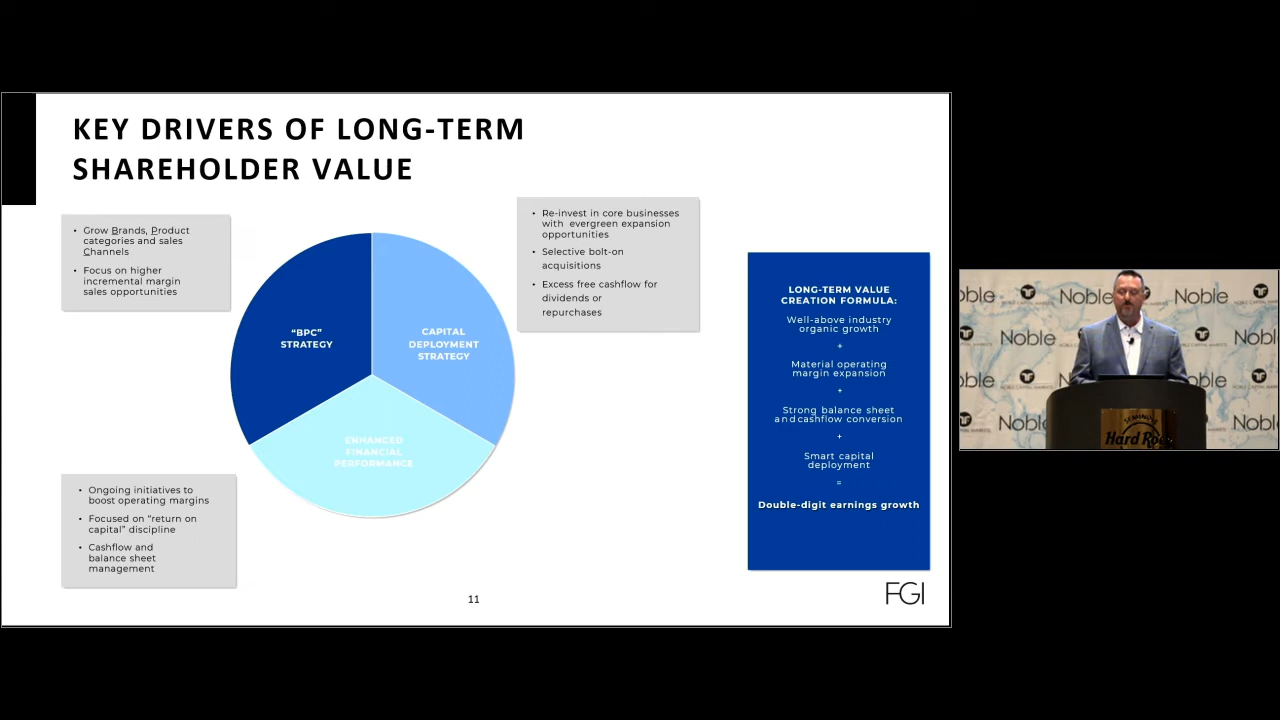 KEY DRIVERS OF LONG-TERM
SHAREHOLDER VALUE
• Grow Brands, Product
categories and sales
Channels
• Focus on higher
incremental margin
sales opportunities
• Re-invest in core businesses
with evergreen expansion
opportunities
• Selective bolt-on
acquisitions
• Excess free cashflow for
dividends or
repurchases
“BPC”
STRATEGY
CAPITAL
DEPLOYMENT
STRATEGY
ENHANCED
FINANCIAL
PERFORMANCE
• Ongoing initiatives to
boost operating margins
• Focused on “return on
capital” discipline
• Cashflow and
balance sheet
management
LONG-TERM VALUE
CREATION FORMULA:
Well-above industry
organic growth
+
Material operating
margin expansion
+
Strong balance sheet
and cashflow conversion
+
Smart capital
deployment
=
Double-digit earnings growth
FGI
11
oble
Noble
Noble
Noble
oble
Noble
Noble
Nobl
SEMINOLE
Hard Rock